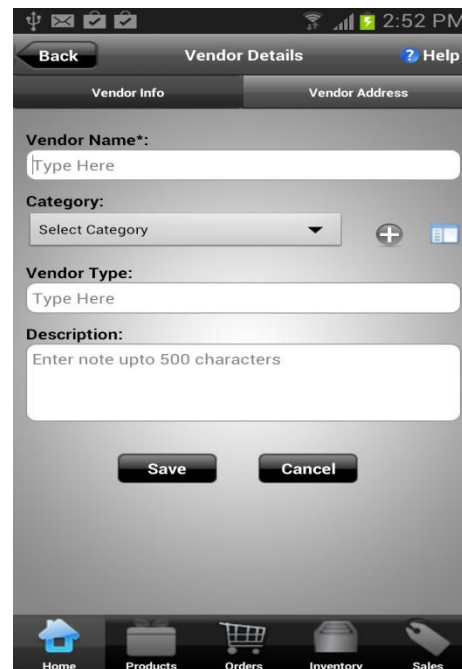 2:52 PM
Back Vendor Details ? Help
Vendor Info Vendor Address
Vendor Name*:
Type Here
Category:
Select Category
Vendor Type:
Type Here
Description:
Enter note upto 500 characters
Save Cancel
Home Products Orders Inventory Sales